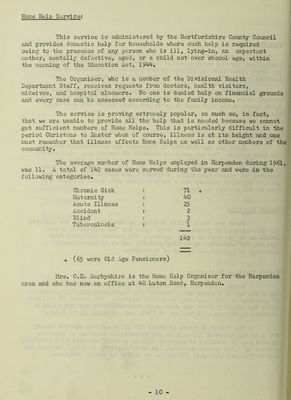 Home Help Service:
This service is administered by the Hertfordshire County Council
and provides domestic help for households where such help is required
owing to the presence of any person who is ill, lying-in, an expectant
mother, mentally defective, aged, or a child not over school age, within
the meaning of the Education Act, 1944.
The Organiser, who is a member of the Divisional Health
Department Staff, receives requests from doctors, health visitors,
midwives, and hospital almoners. No one is denied help on financial grounds
and every case can be assessed according to the family income.
The service is proving extremely popular, so much so, in fact,
that we are unable to provide all the help that is needed because we cannot
get sufficient numbers of Home Helps. This is particularly difficult in the
period Christmas to Easter when of course, illness is at its height and one
must remember that illness affects Home Helps as well as other members of the
community.
The average number of Home Helps employed in Harpenden during 1961,
was 11. A total of 142 cases were served during the year and were in the
following categories.
Chronic Sick : 71 +
Maternity : 40
Acute Illness : 25
Accident : 2
Blind : 3
Tuberculosis : 1
142
+ (65 were Old Age Pensioners)
Mrs. C.E. Darbyshire is the Home Help Organiser for the Harpenden
area and she has now an office at 40 Luton Road, Harpenden.
- 10 -